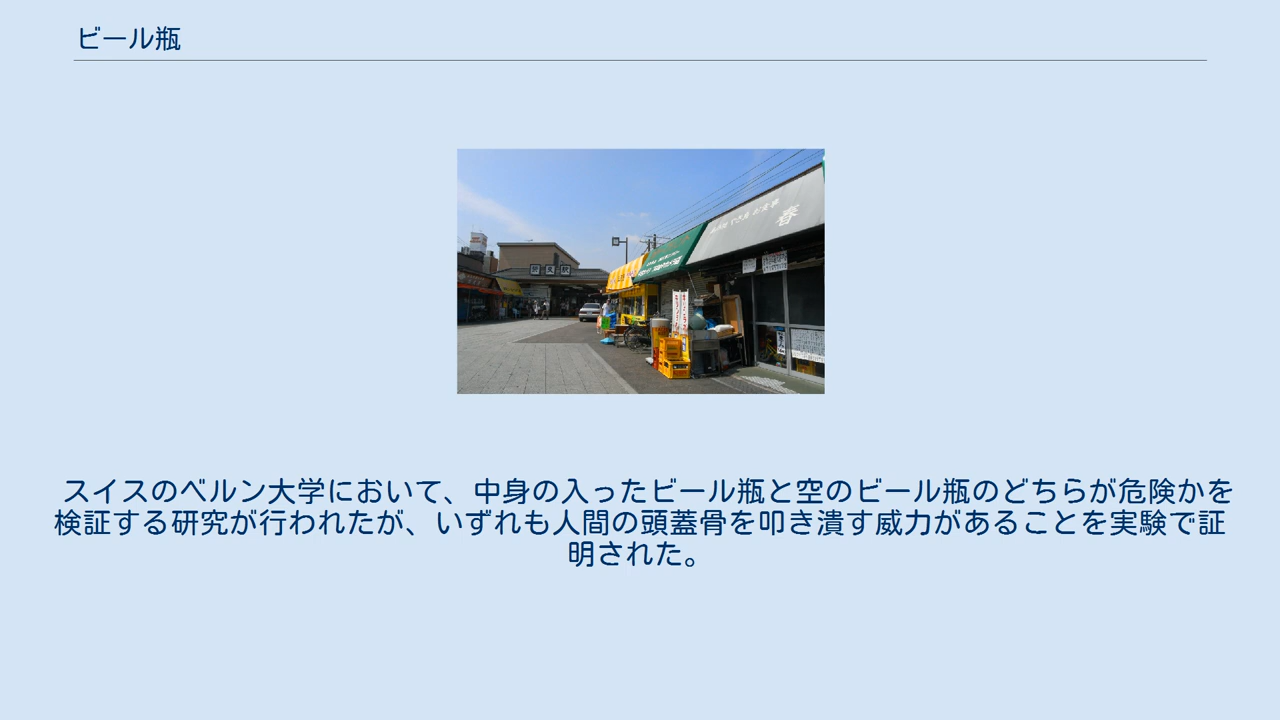 ビール瓶
春
スイスのベルン大学において、中身の入ったビール瓶と空のビール瓶のどちらが危険かを
検証する研究が行われたが、いずれも人間の頭蓋骨を叩き潰す威力があることを実験で証
明された。